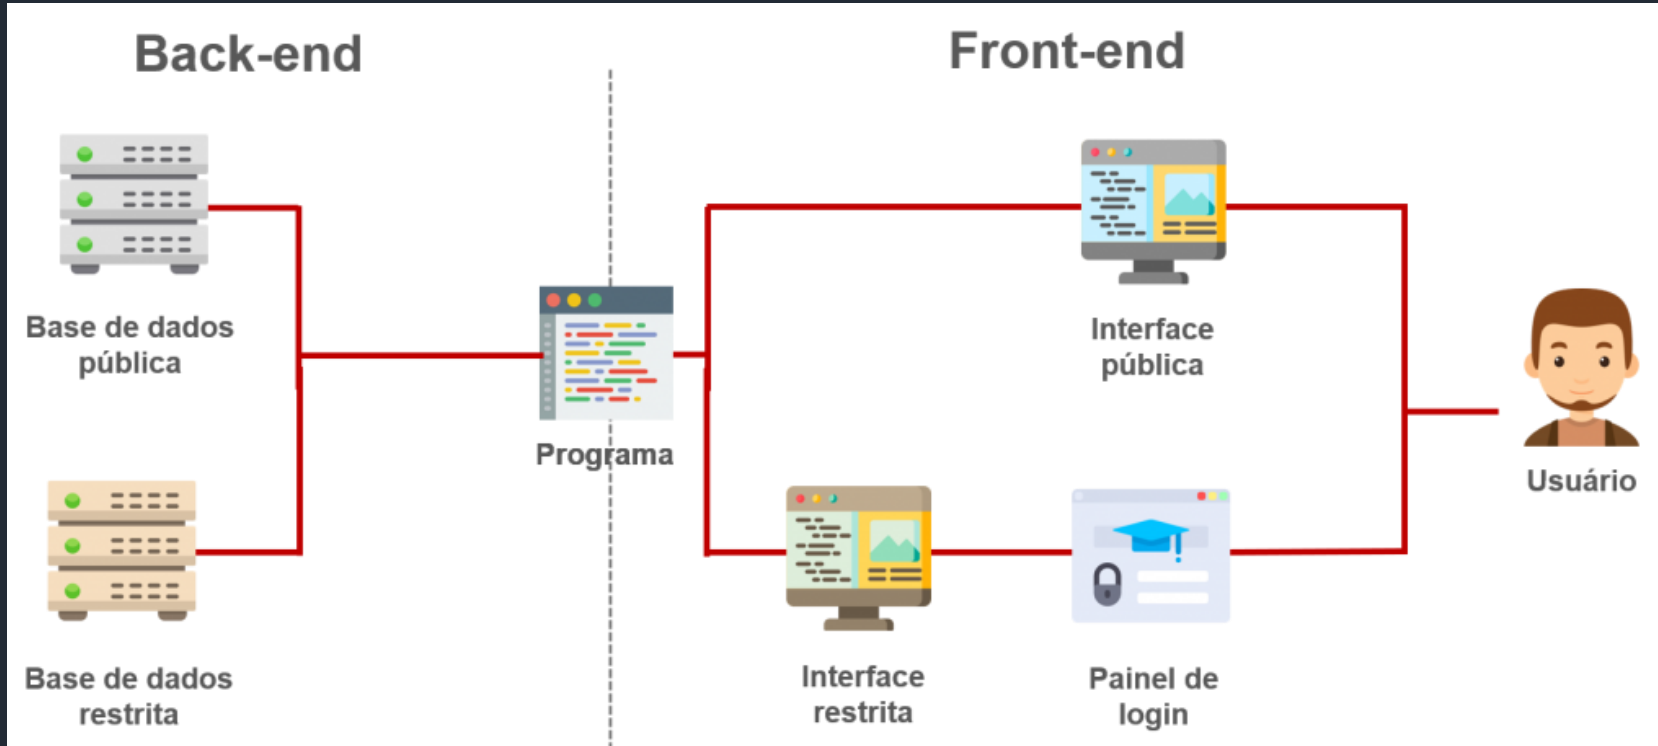 Back-end
Front-end
Base de dados
pública
Interface
pública
Programa
Usuário
Base de dados
restrita
Interface
restrita
Painel de
login